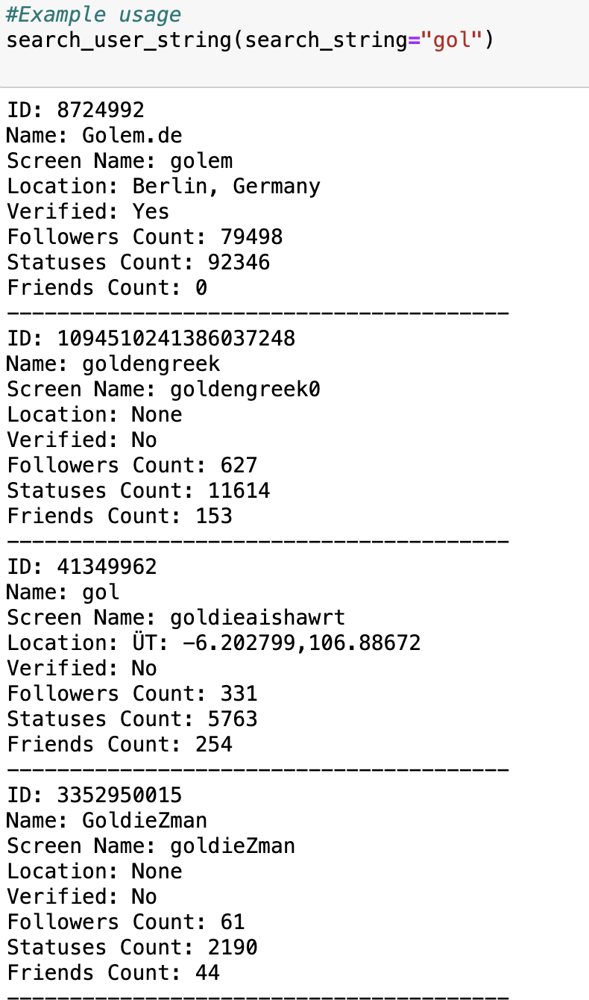 #Example usage
search_user_string(search_string="gol")
ID: 8724992
Name: Golem.de
Screen Name: golem
Location: Berlin, Germany
Verified: Yes
Followers Count: 79498
Statuses Count: 92346
Friends Count: 0
----------------------------------------
ID: 1094510241386037248
Name: goldengreek
Screen Name: goldengreek0
Location: None
Verified: No
Followers Count: 627
Statuses Count: 11614
Friends Count: 153
----------------------------------------
ID: 41349962
Name: gol
Screen Name: goldieaishawrt
Location: ÜT: -6.202799,106.88672
Verified: No
Followers Count: 331
Statuses Count: 5763
Friends Count: 254
----------------------------------------
ID: 3352950015
Name: GoldieZman
Screen Name: goldieZman
Location: None
Verified: No
Followers Count: 61
Statuses Count: 2190
Friends Count: 44
----------------------------------------